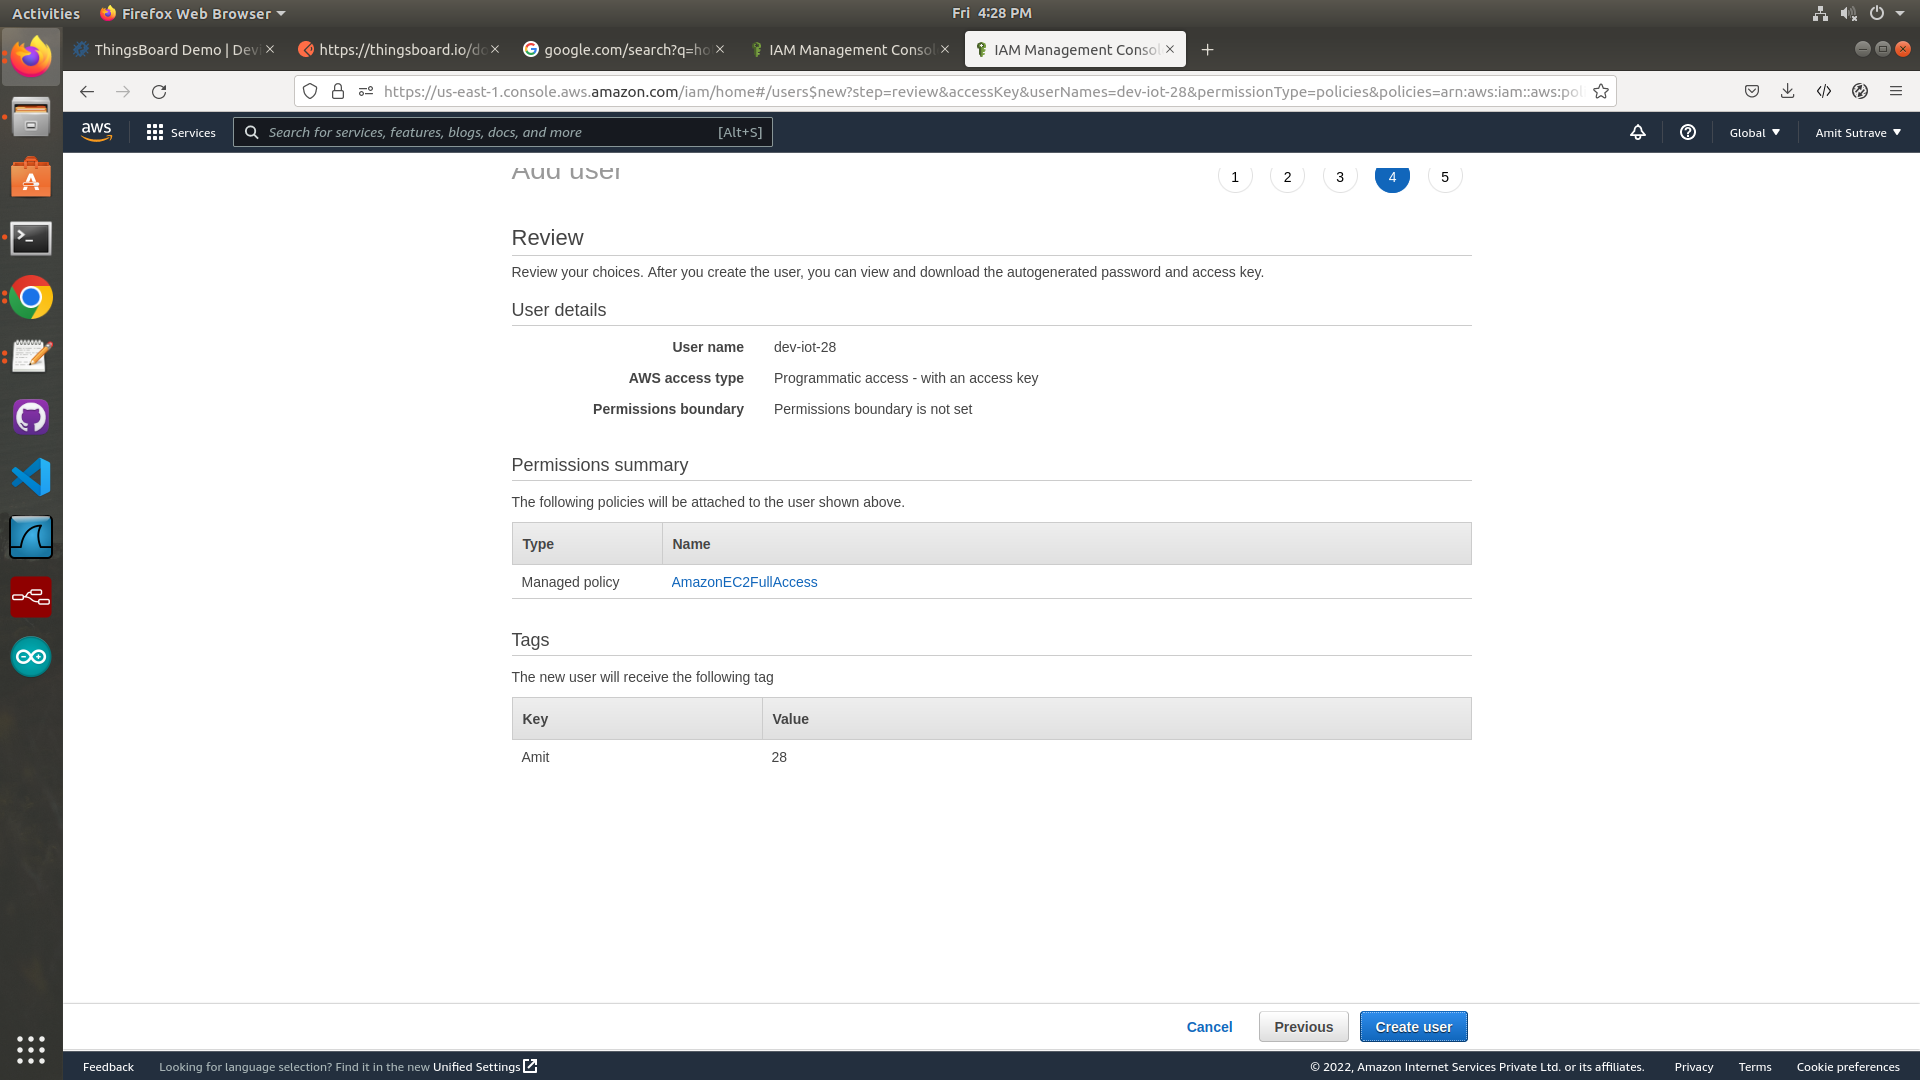 Activities Firefox Web Browser Fri 4:28 PM
ThingsBoard Demo | Dev https://thingsboard.io/do google.com/search?q=ho IAM Management Consol IAM Management Consol
https://us-east-1.console.aws.amazon.com/iam/home#/users$new?step=review&accessKey&userNames=dev-iot-28&permissionType=policies&policies=arn:aws:iam::aws:pol
aws Services Search for services, features, blogs, docs, and more [Alt+S] Global Amit Sutrave
Add user 1 2 3 4 5
Review
Review your choices. After you create the user, you can view and download the autogenerated password and access key.
User details
User name dev-iot-28
AWS access type Programmatic access - with an access key
Permissions boundary Permissions boundary is not set
Permissions summary
The following policies will be attached to the user shown above.
Type Name
Managed policy AmazonEC2FullAccess
Tags
The new user will receive the following tag
Key Value
Amit 28
Cancel Previous Create user
Feedback Looking for language selection? Find it in the new Unified Settings © 2022, Amazon Internet Services Private Ltd. or its affiliates. Privacy Terms Cookie preferences